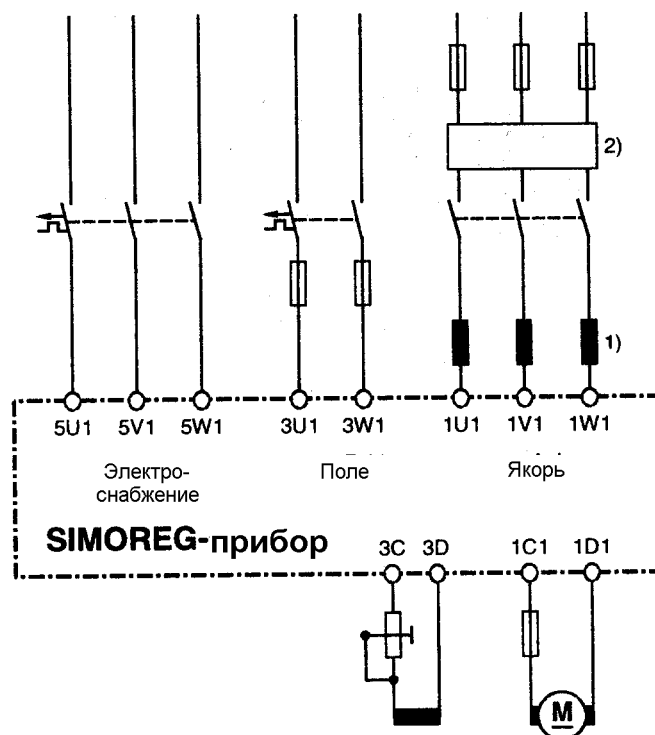 2)
1)
5U1 5V1 5W1 3U1 3W1 1U1 1V1 1W1
Электро- Поле Якорь
снабжение
SIMOREG-прибор
3C 3D 1C1 1D1
M